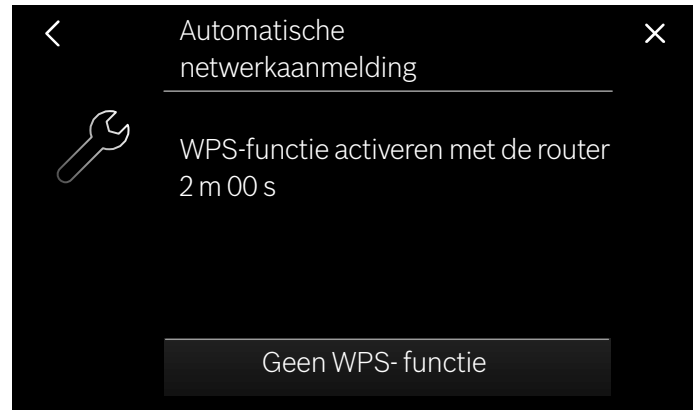 Automatische
netwerkaanmelding
WPS-functie activeren met de router
2 m 00 s
Geen WPS- functie